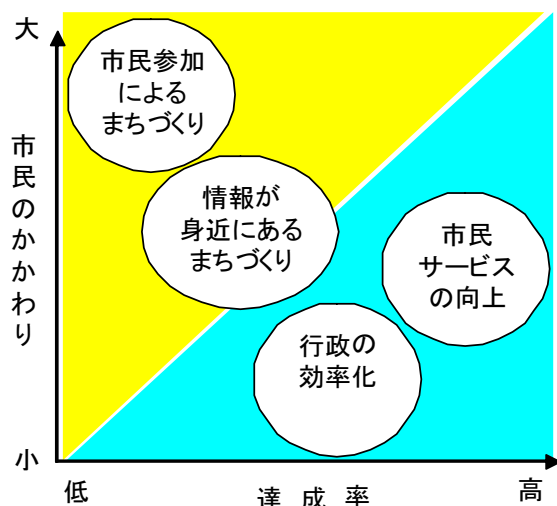 大
市民参加
による
まちづくり
市民のかかわり
情報が
身近にある
まちづくり
市民
サービス
の向上
行政の
効率化
小
低
達成率
高